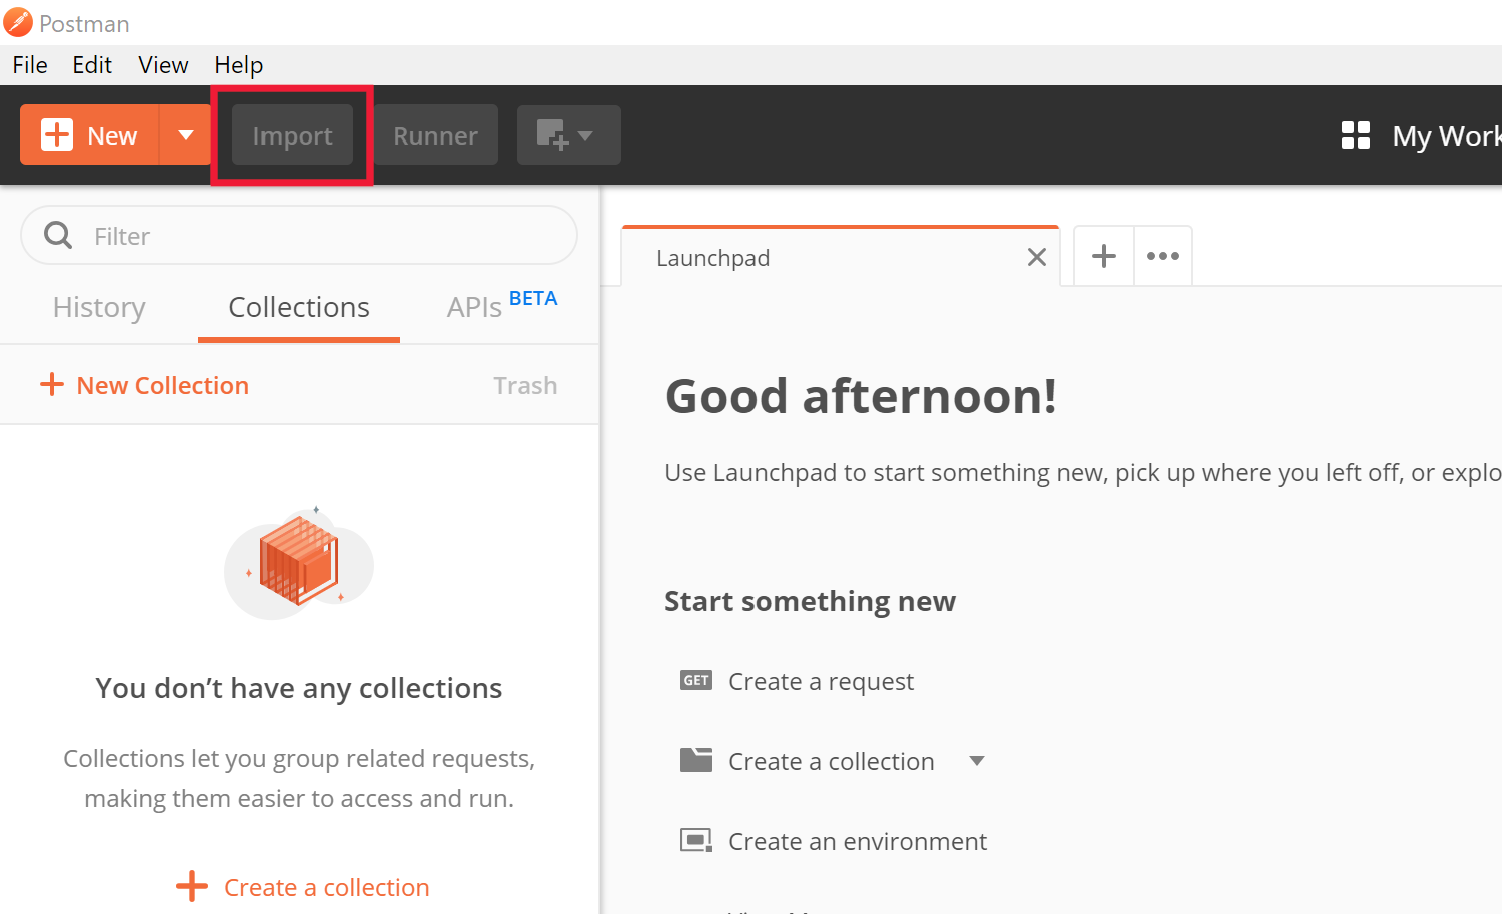 Postman
File Edit View Help
New Import Runner My Work
Filter
History Collections APIs BETA
New Collection Trash
You don’t have any collections
Collections let you group related requests,
making them easier to access and run.
Create a collection
Launchpad
Good afternoon!
Use Launchpad to start something new, pick up where you left off, or explo
Start something new
GET Create a request
Create a collection
Create an environment